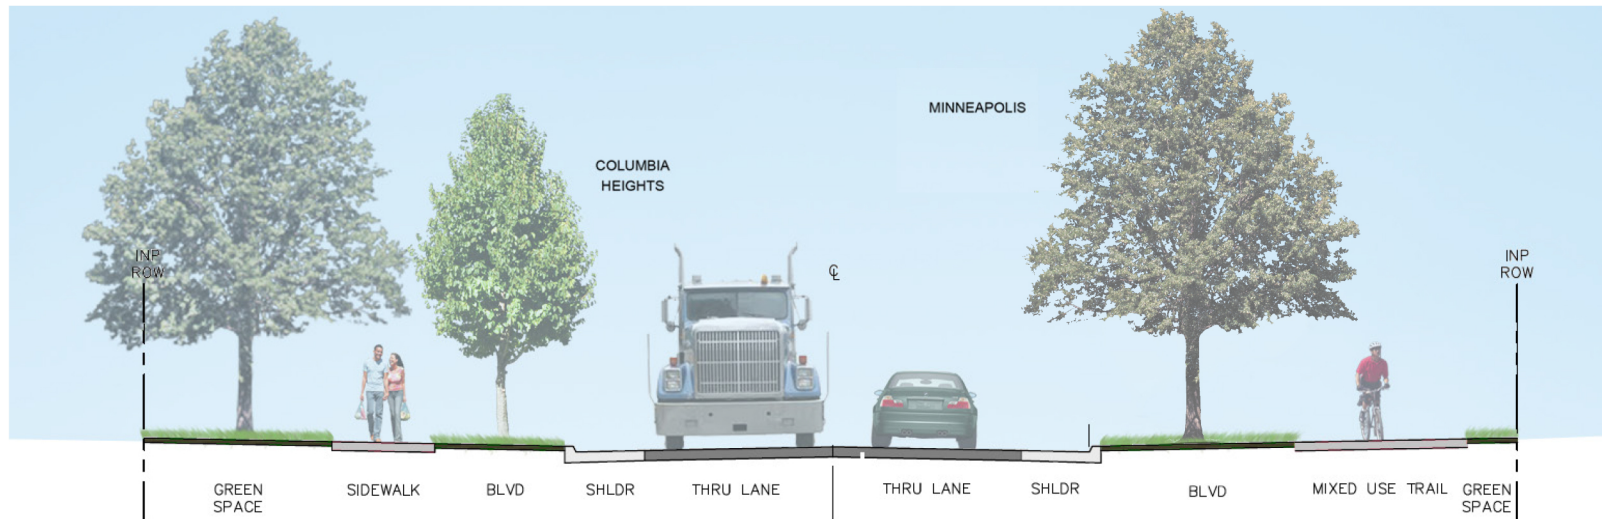 MINNEAPOLIS
COLUMBIA
HEIGHTS
INP
ROW
℄
INP
ROW
GREEN
SPACE
SIDEWALK
BLVD
SHLDR
THRU LANE
THRU LANE
SHLDR
BLVD
MIXED USE TRAIL
GREEN
SPACE